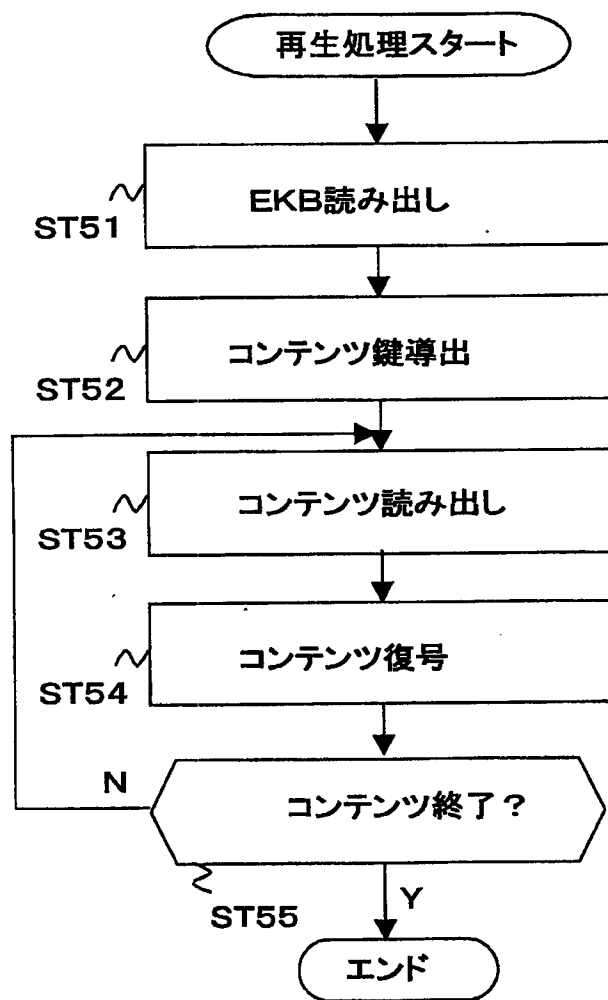 再生処理スタート
EKB読み出し
ST51
コンテンツ鍵導出
ST52
コンテンツ読み出し
ST53
コンテンツ復号
ST54
N
コンテンツ終了?
ST55
Y
エンド